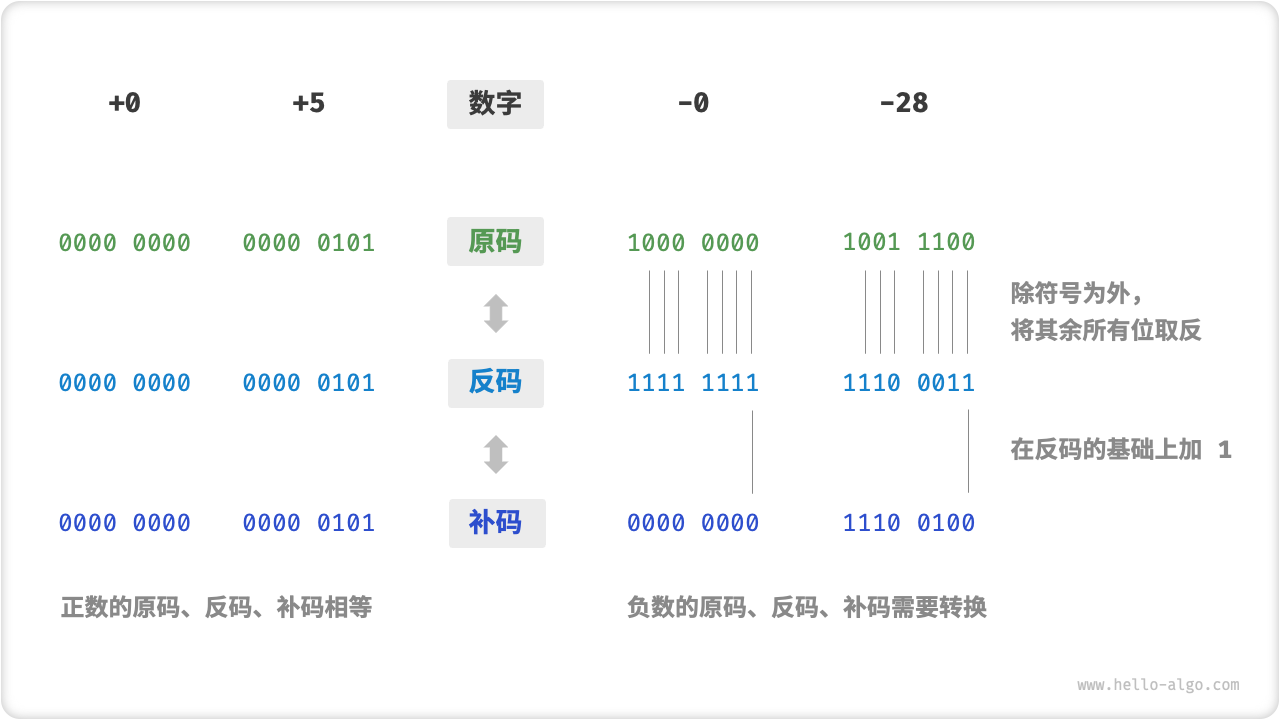 +0 +5 数字 -0 -28
0000 0000 0000 0101 原码 1000 0000 1001 1100
除符号为外,
将其余所有位取反
0000 0000 0000 0101 反码 1111 1111 1110 0011
在反码的基础上加 1
0000 0000 0000 0101 补码 0000 0000 1110 0100
正数的原码、反码、补码相等 负数的原码、反码、补码需要转换
www.hello-algo.com